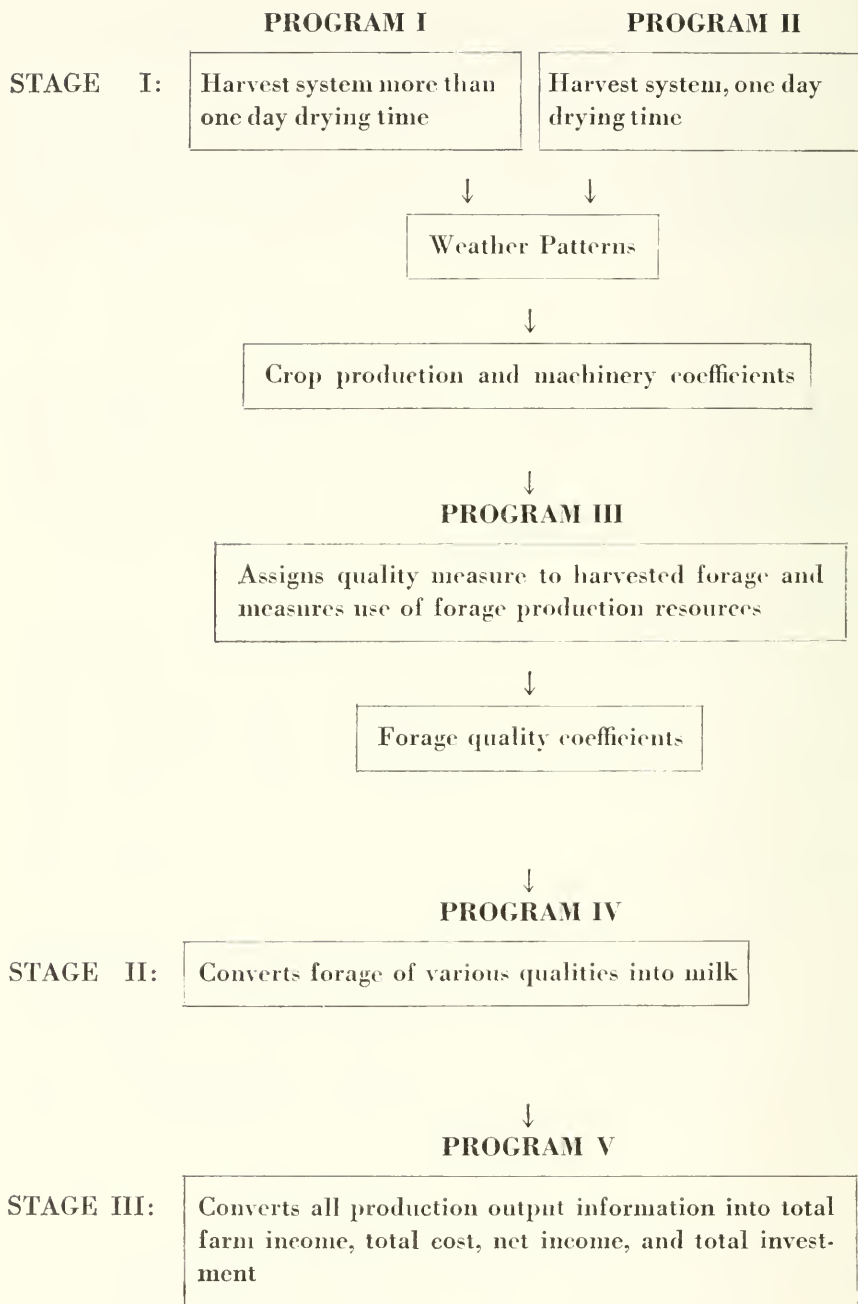 PROGRAM I PROGRAM II
STAGE I: Harvest system more than Harvest system, one day
one day drying time drying time
↓ ↓
Weather Patterns
↓
Crop production and machinery coefficients
↓
PROGRAM III
Assigns quality measure to harvested forage and
measures use of forage production resources
↓
Forage quality coefficients
↓
PROGRAM IV
STAGE II: Converts forage of various qualities into milk
↓
PROGRAM V
STAGE III: Converts all production output information into total
farm income, total cost, net income, and total invest-
ment